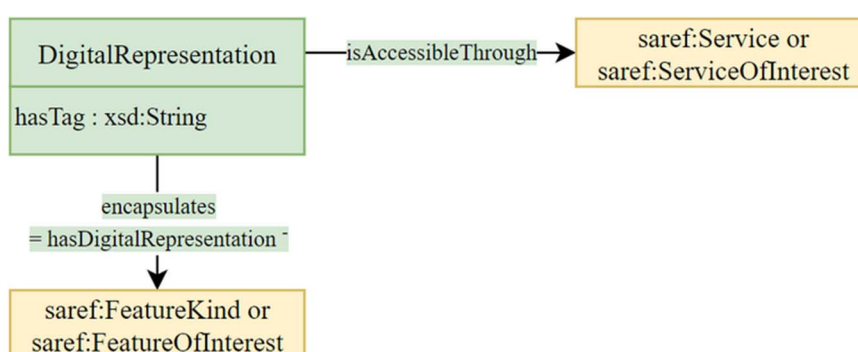 DigitalRepresentation
hasTag : xsd:String
isAccessibleThrough
saref:Service or
saref:ServiceOfInterest
encapsulates
= hasDigitalRepresentation -
saref:FeatureKind or
saref:FeatureOfInterest